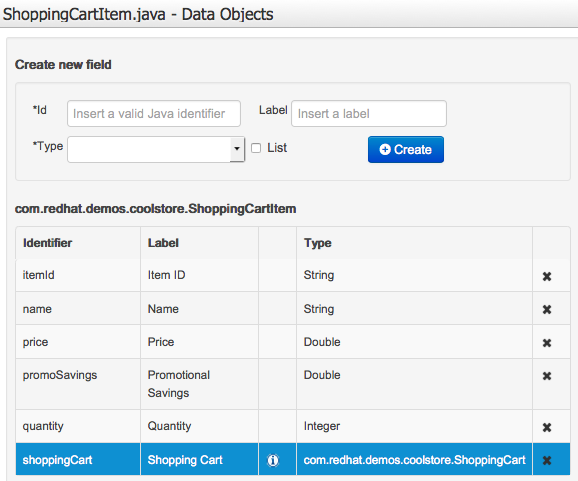 ShoppingCartItem.java - Data Objects
Create new field
*Id Insert a valid Java identifier Label Insert a label
*Type List Create
com.redhat.demos.coolstore.ShoppingCartItem
Identifier Label Type
itemId Item ID String
name Name String
price Price Double
promoSavings Promotional Double
Savings
quantity Quantity Integer
shoppingCart Shopping Cart com.redhat.demos.coolstore.ShoppingCart